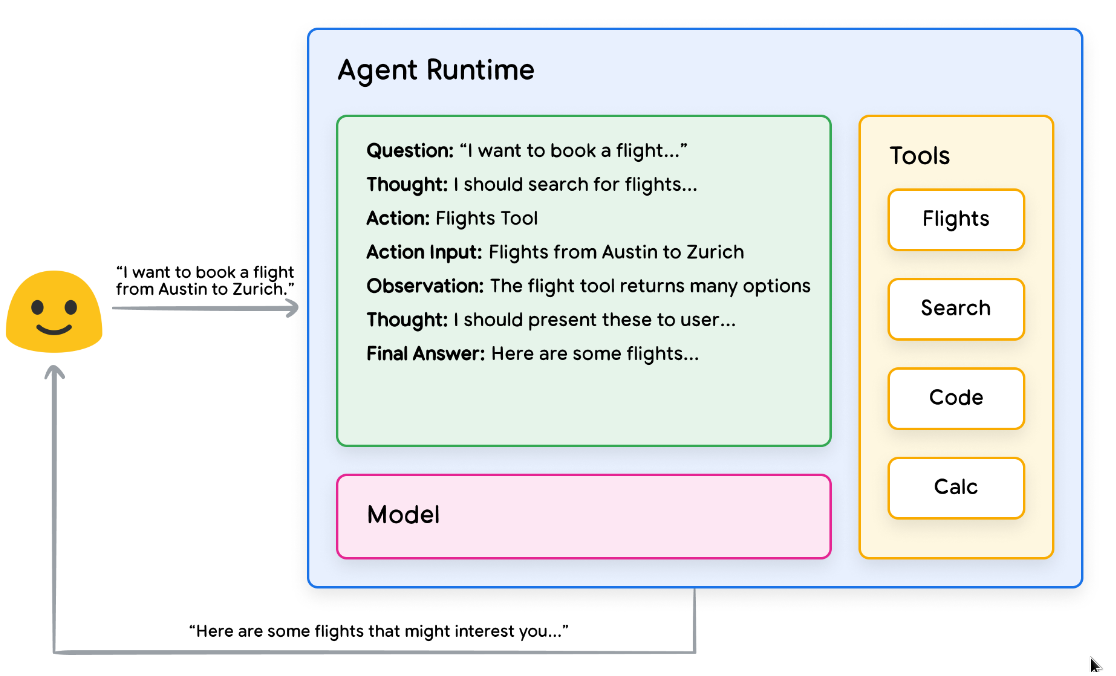 Agent Runtime
Question: “I want to book a flight...”
Thought: I should search for flights...
Action: Flights Tool
Action Input: Flights from Austin to Zurich
Observation: The flight tool returns many options
Thought: I should present these to user...
Final Answer: Here are some flights...
Tools
Flights
Search
Code
Calc
“I want to book a flight
from Austin to Zurich.”
Model
“Here are some flights that might interest you...”